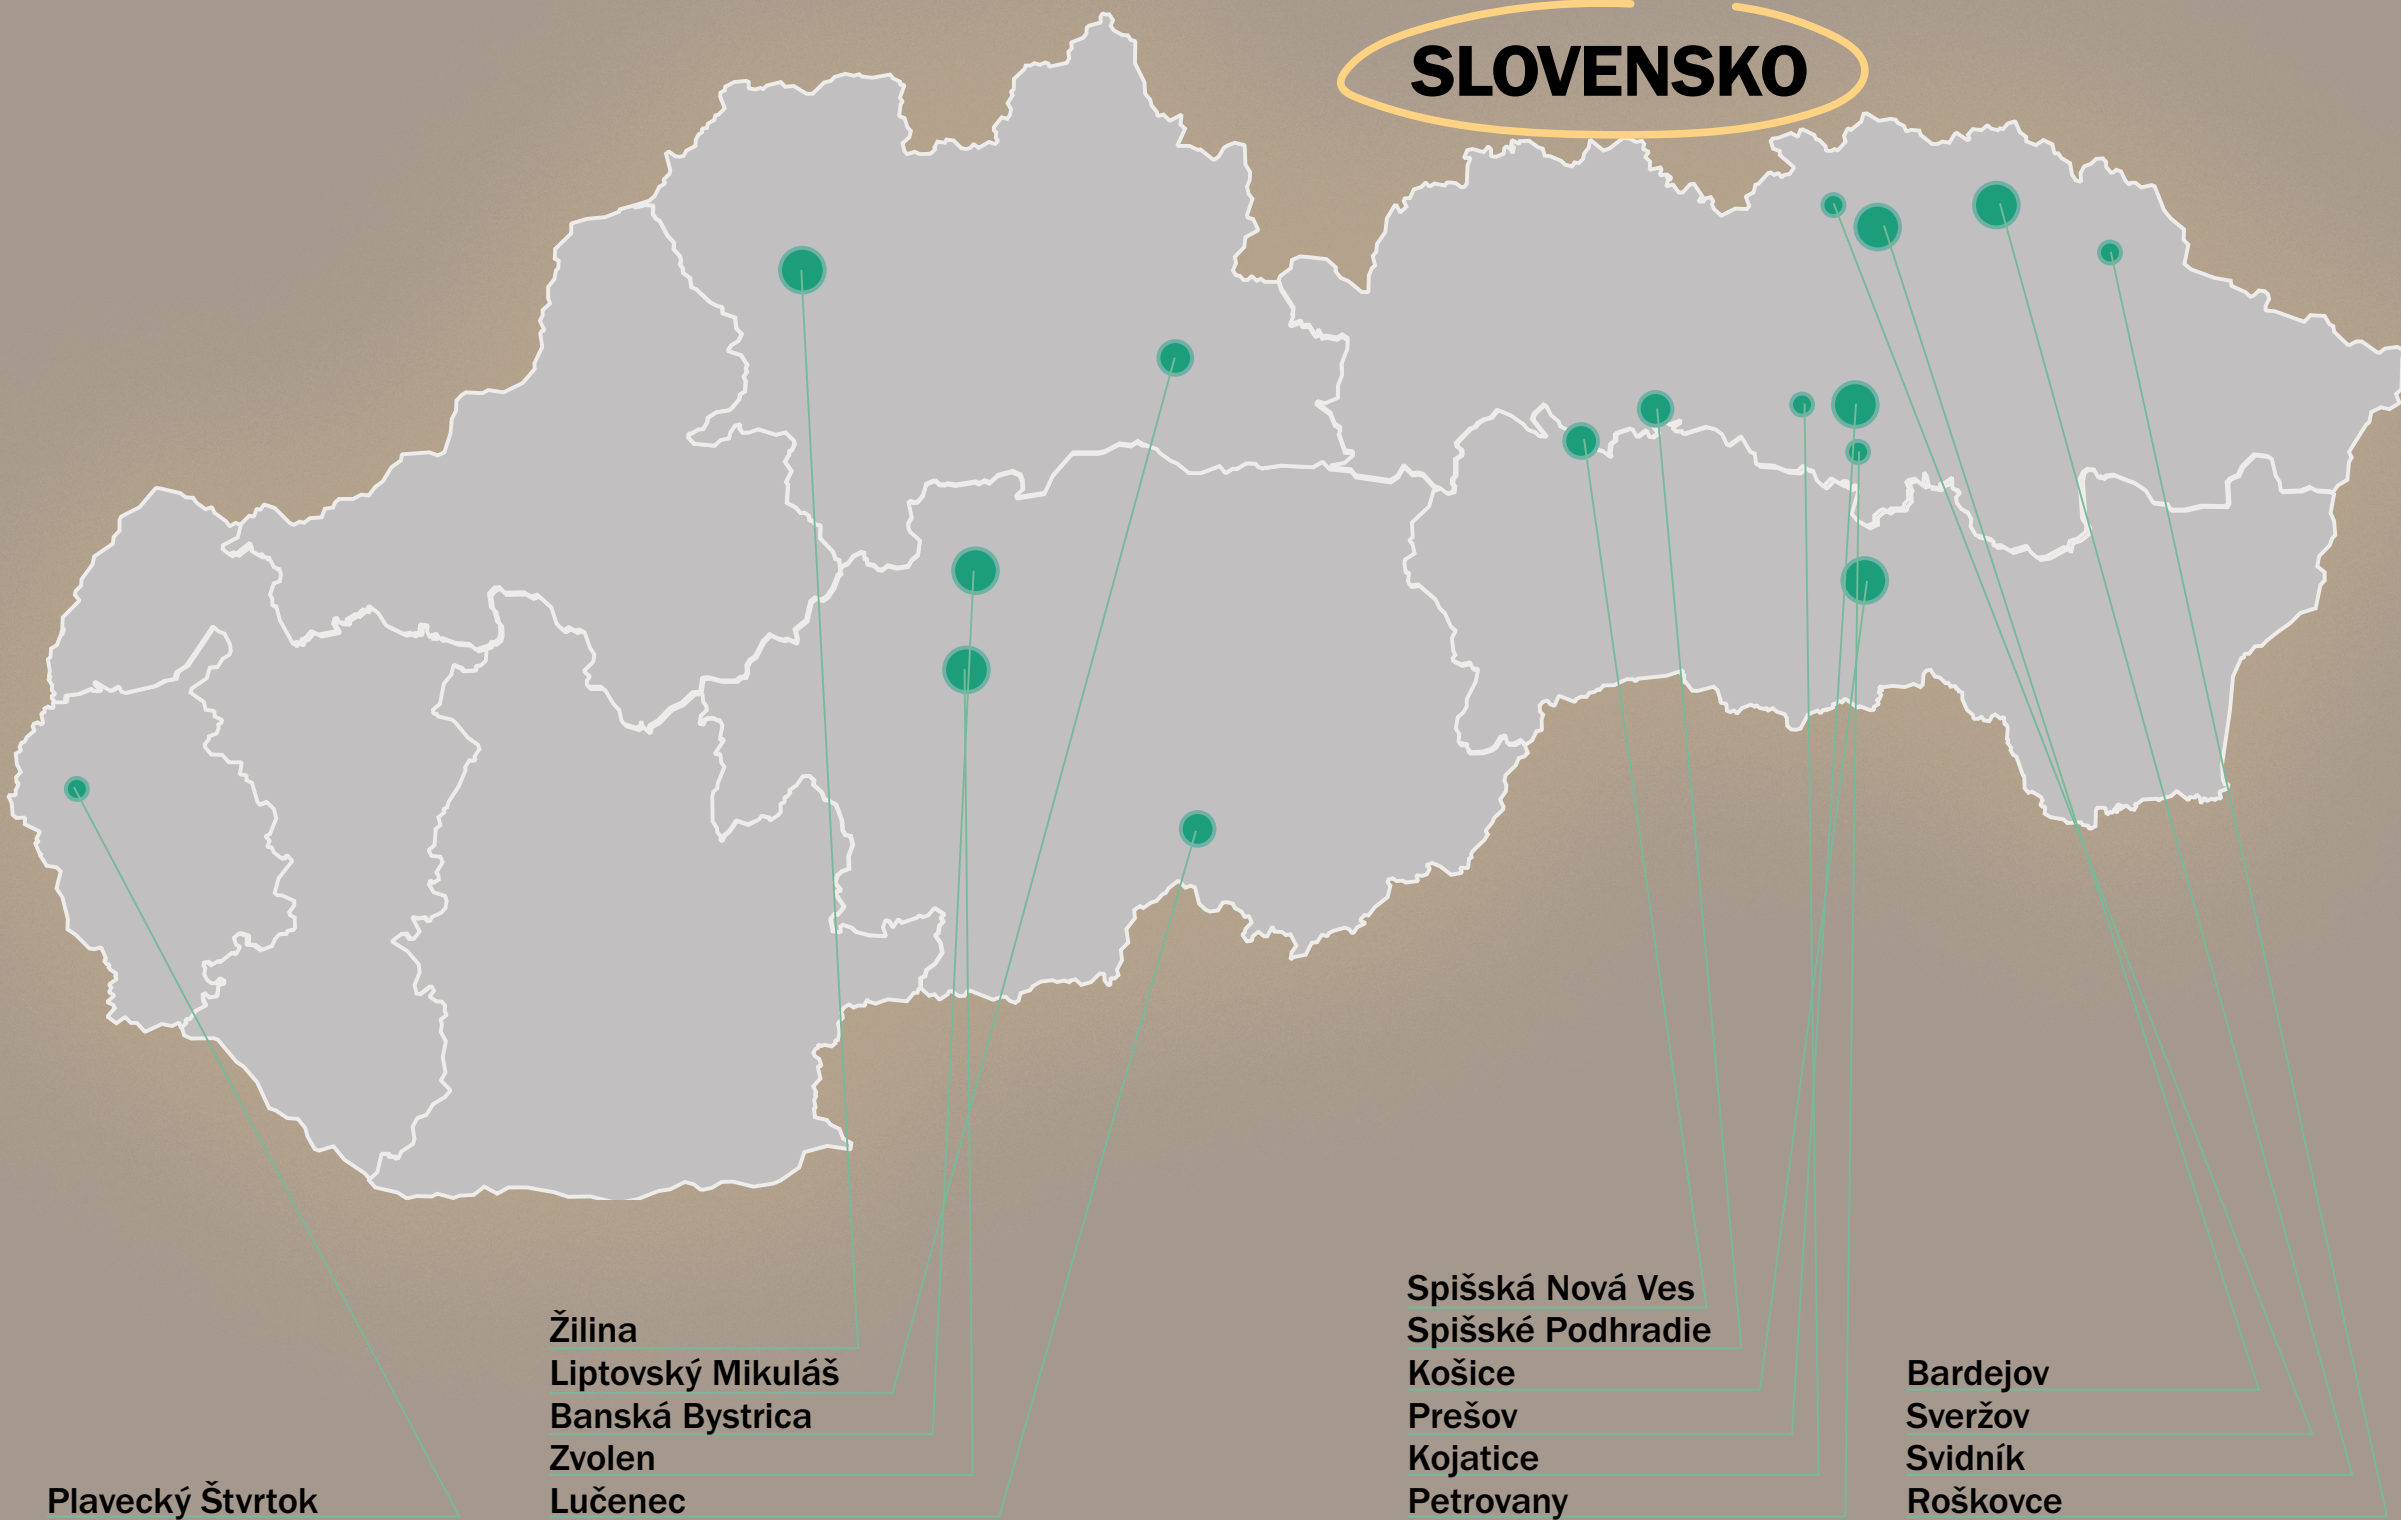 SLOVENSKO
Plavecký Štvrtok
Žilina
Liptovský Mikuláš
Banská Bystrica
Zvolen
Lučenec
Spišská Nová Ves
Spišské Podhradie
Košice
Prešov
Kojatice
Petrovany
Bardejov
Sveržov
Svidník
Roškovce